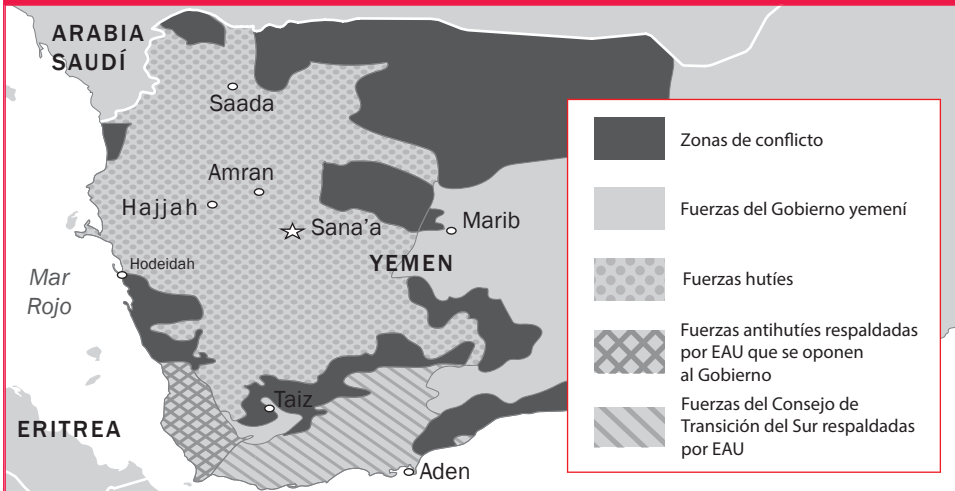 ARABIA
SAUDÍ
Saada
Amran
Hajjah
Sana’a
Marib
YEMEN
Hodeidah
Mar
Rojo
Taiz
ERITREA
Aden
Zonas de conflicto
Fuerzas del Gobierno yemení
Fuerzas hutíes
Fuerzas antihutíes respaldadas
por EAU que se oponen
al Gobierno
Fuerzas del Consejo de
Transición del Sur respaldadas
por EAU